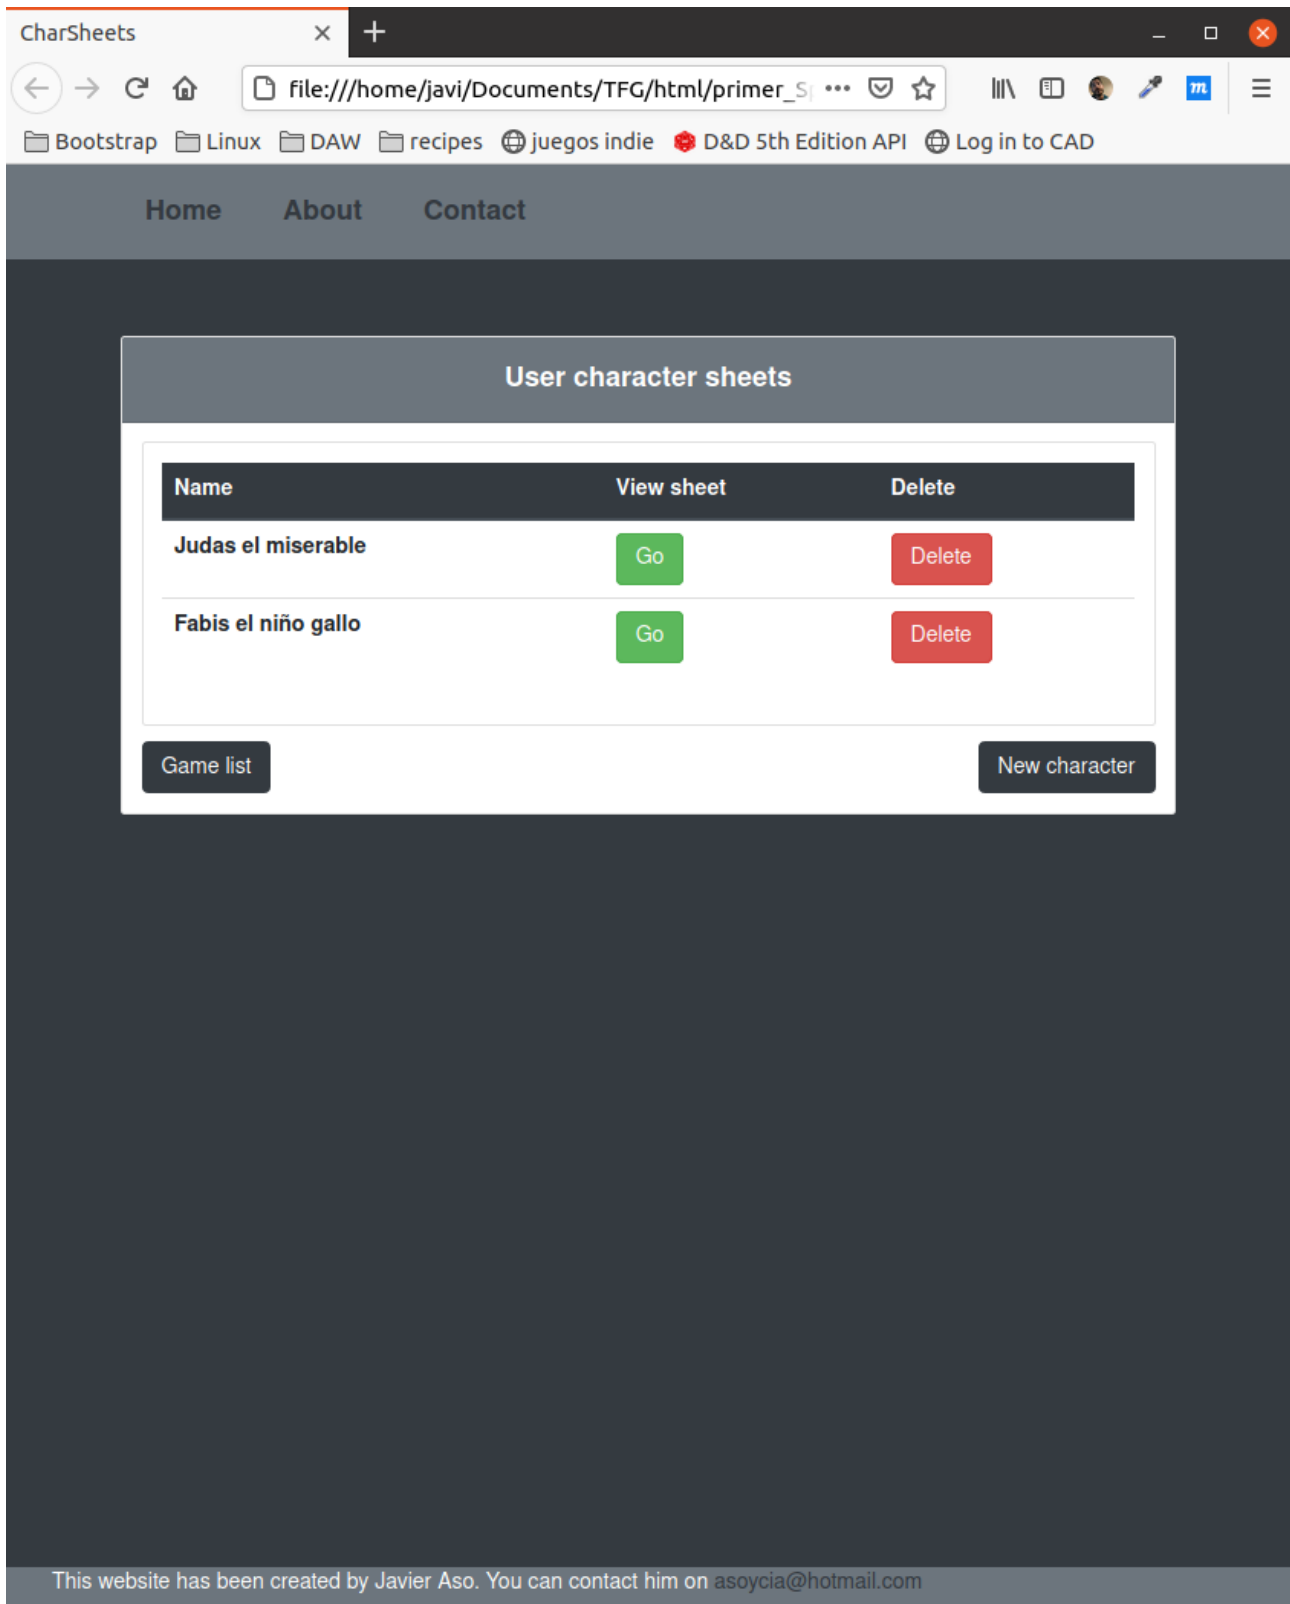 CharSheets
file:///home/javi/Documents/TFG/html/primer_S
Bootstrap Linux DAW recipes juegos indie D&D 5th Edition API Log in to CAD
Home About Contact
User character sheets
Name View sheet Delete
Judas el miserable Go Delete
Fabis el niño gallo Go Delete
Game list New character
This website has been created by Javier Aso. You can contact him on asoycia@hotmail.com